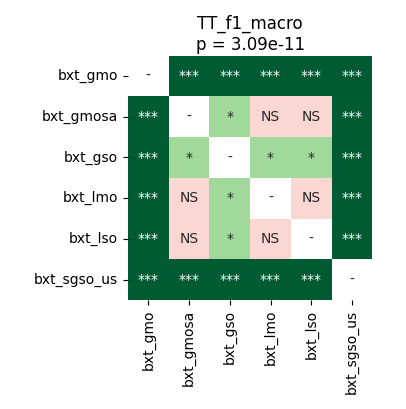 TT_f1_macro
p = 3.09e-11
bxt_gmo - *** *** *** *** ***
bxt_gmosa *** - * NS NS ***
bxt_gso *** * - * * ***
bxt_lmo *** NS * - NS ***
bxt_lso *** NS * NS - ***
bxt_sgso_us *** *** *** *** *** -
bxt_gmo
bxt_gmosa
bxt_gso
bxt_lmo
bxt_lso
bxt_sgso_us